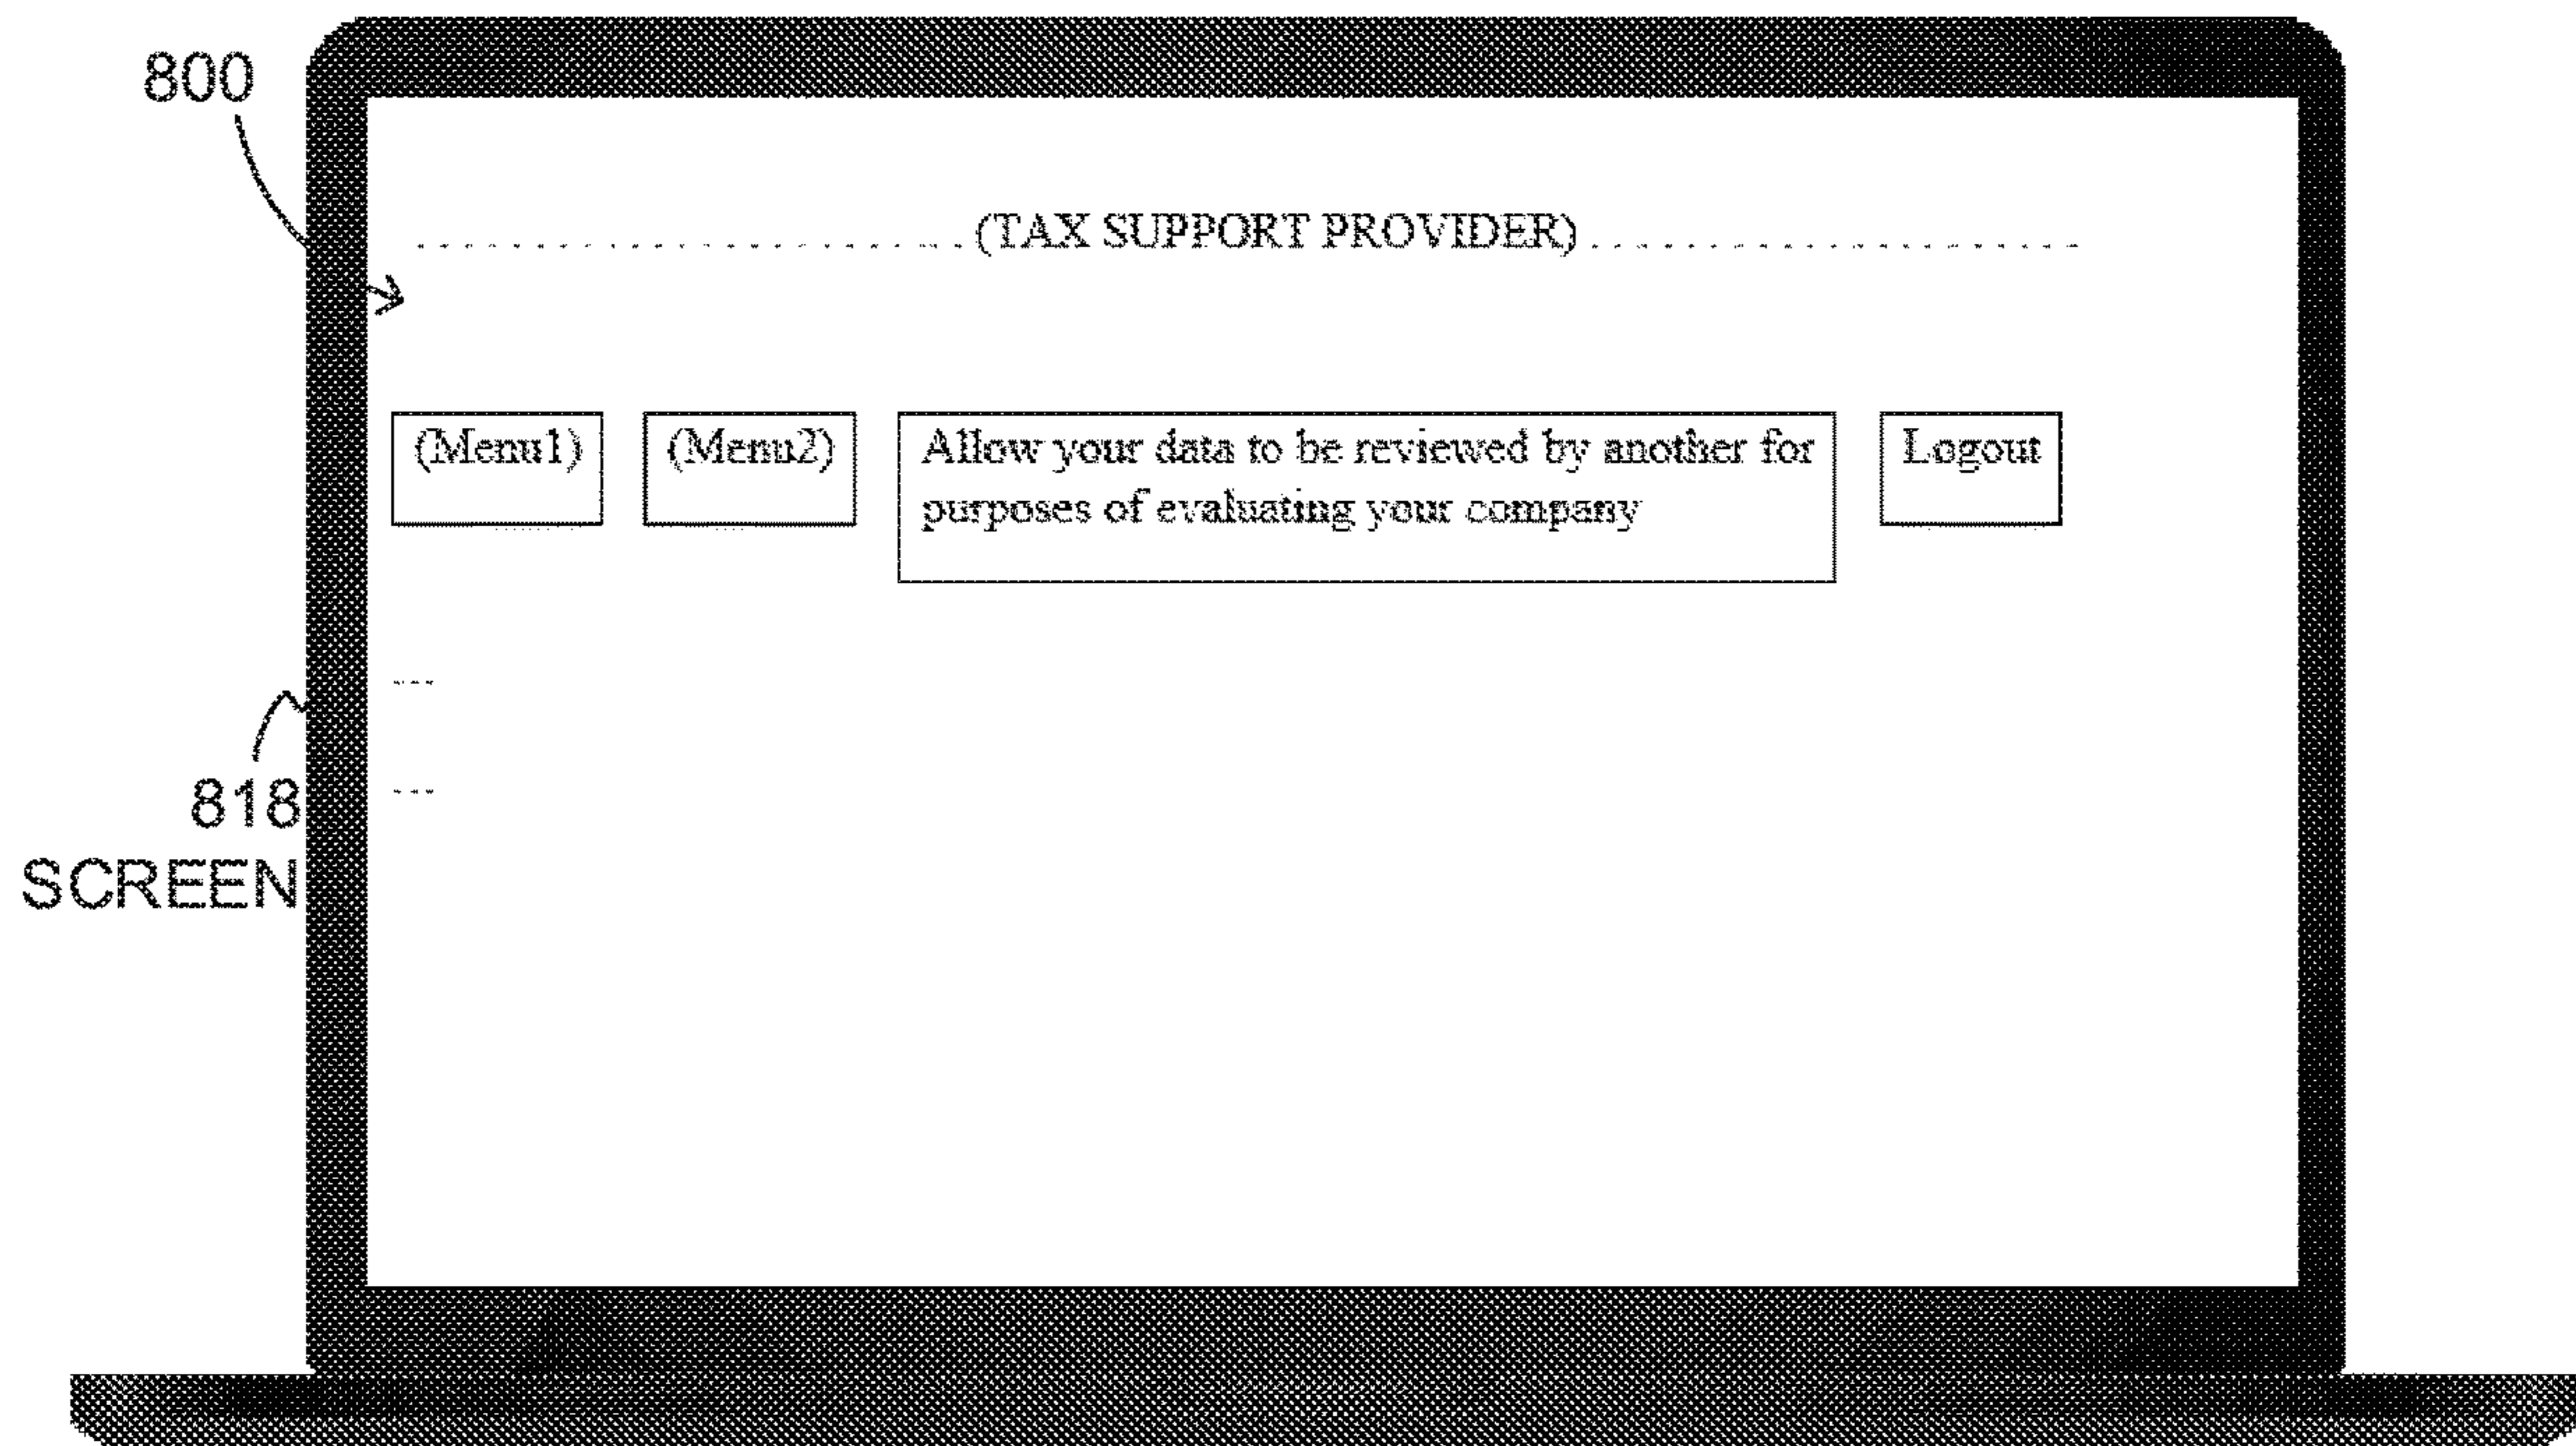 800
(TAX SUPPORT PROVIDER)
(Menu1) (Menu2) Allow your data to be reviewed by another for Logout
purposes of evaluating your company
...
818
...
SCREEN